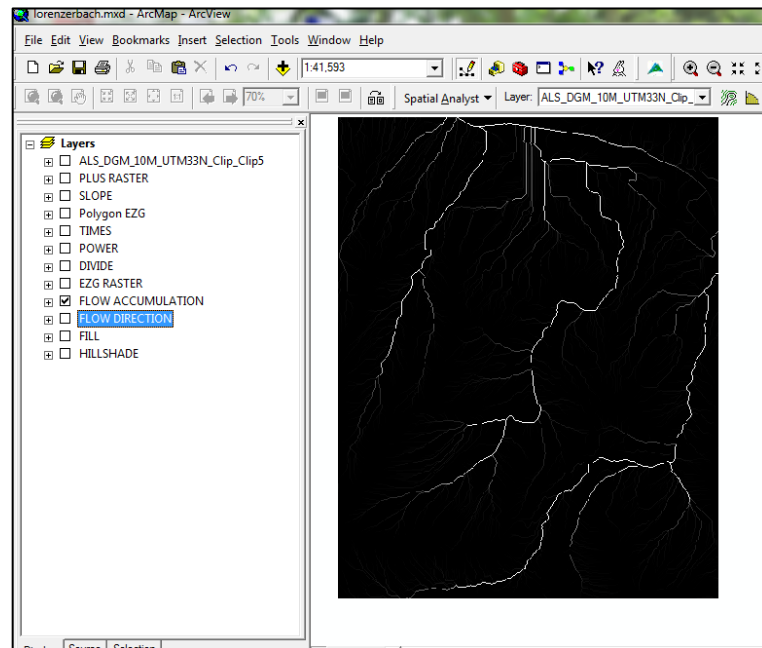 lorenzerbach.mxd - ArcMap - ArcView
File Edit View Bookmarks Insert Selection Tools Window Help
1:41,593
1:1 70% Spatial Analyst Layer: ALS_DGM_10M_UTM33N_Clip_
Layers
ALS_DGM_10M_UTM33N_Clip_Clip5
PLUS RASTER
SLOPE
Polygon EZG
TIMES
POWER
DIVIDE
EZG RASTER
FLOW ACCUMULATION
FLOW DIRECTION
FILL
HILLSHADE
Source Selection